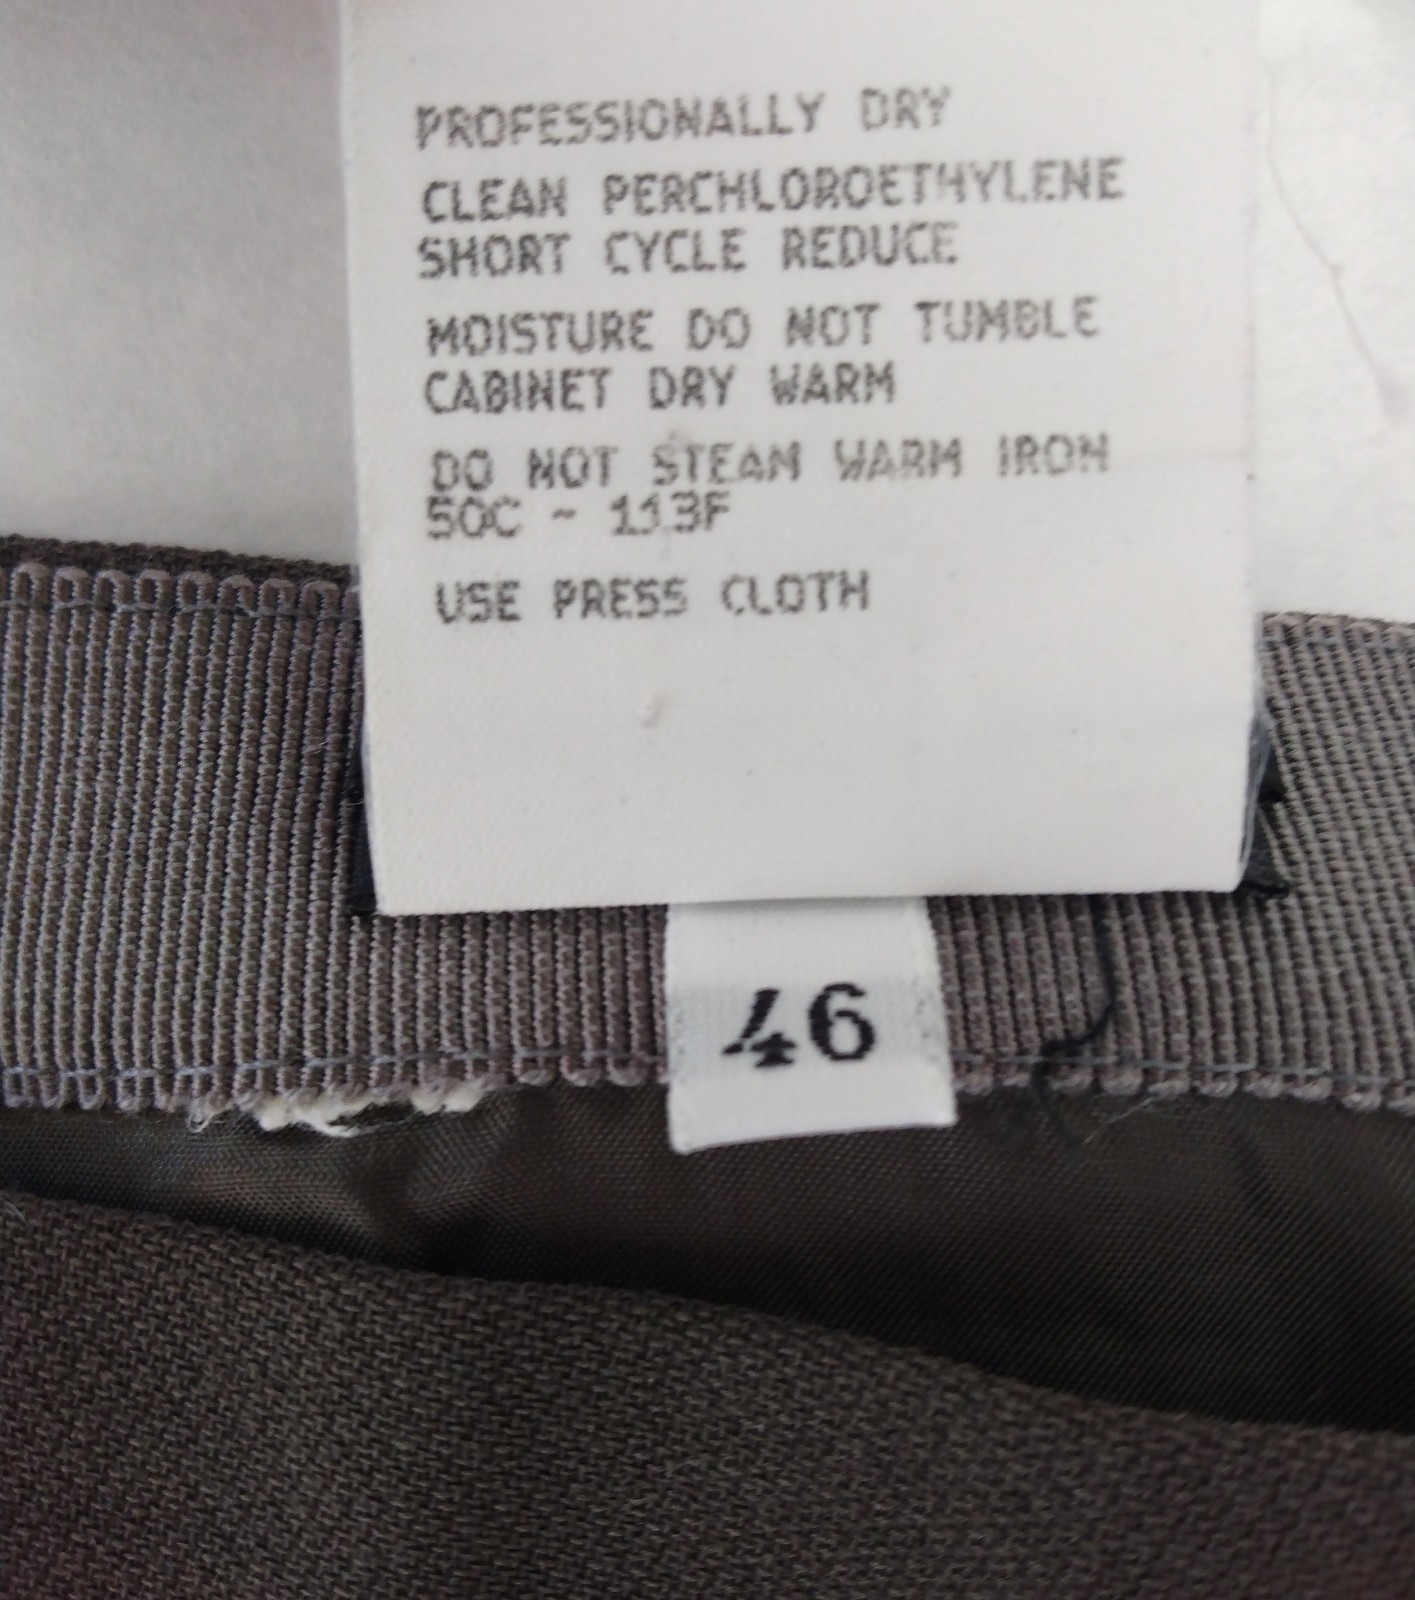 PROFESSIONALLY DRY
CLEAN PERCHLOROETHYLENE
SHORT CYCLE REDUCE
MOISTURE DO NOT TUMBLE
CABINET DRY WARM
DO NOT STEAM WARM IRON
50C ~ 113F
USE PRESS CLOTH
46